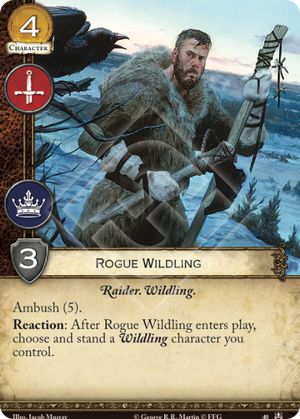 4
Character
3
Rogue Wildling
Raider. Wildling.
Ambush (5).
Reaction: After Rogue Wildling enters play,
choose and stand a Wildling character you
control.
Illus. Jacob Murray
© George R.R. Martin © FFG
40